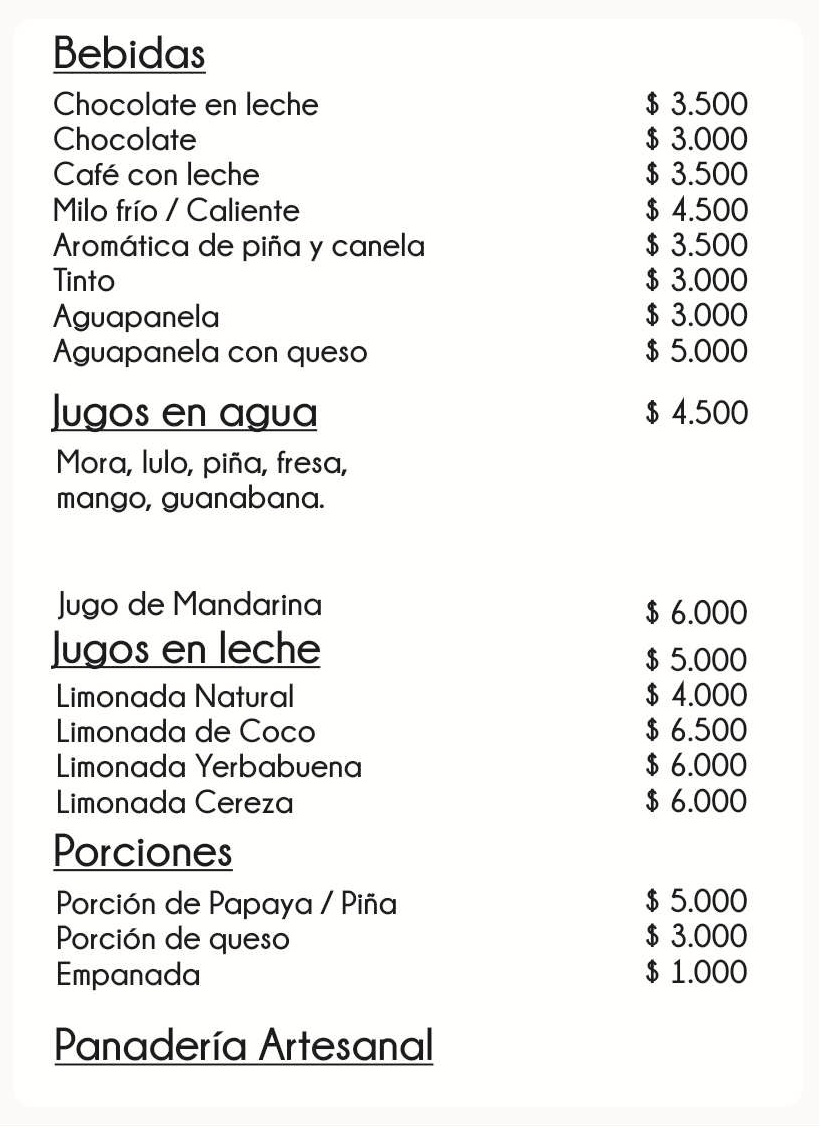 Bebidas
Chocolate en leche $ 3.500
Chocolate $ 3.000
Café con leche $ 3.500
Milo frío / Caliente $ 4.500
Aromática de piña y canela $ 3.500
Tinto $ 3.000
Aguapanela $ 3.000
Aguapanela con queso $ 5.000
Jugos en agua $ 4.500
Mora, lulo, piña, fresa,
mango, guanabana.
Jugo de Mandarina $ 6.000
Jugos en leche $ 5.000
Limonada Natural $ 4.000
Limonada de Coco $ 6.500
Limonada Yerbabuena $ 6.000
Limonada Cereza $ 6.000
Porciones
Porción de Papaya / Piña $ 5.000
Porción de queso $ 3.000
Empanada $ 1.000
Panadería Artesanal